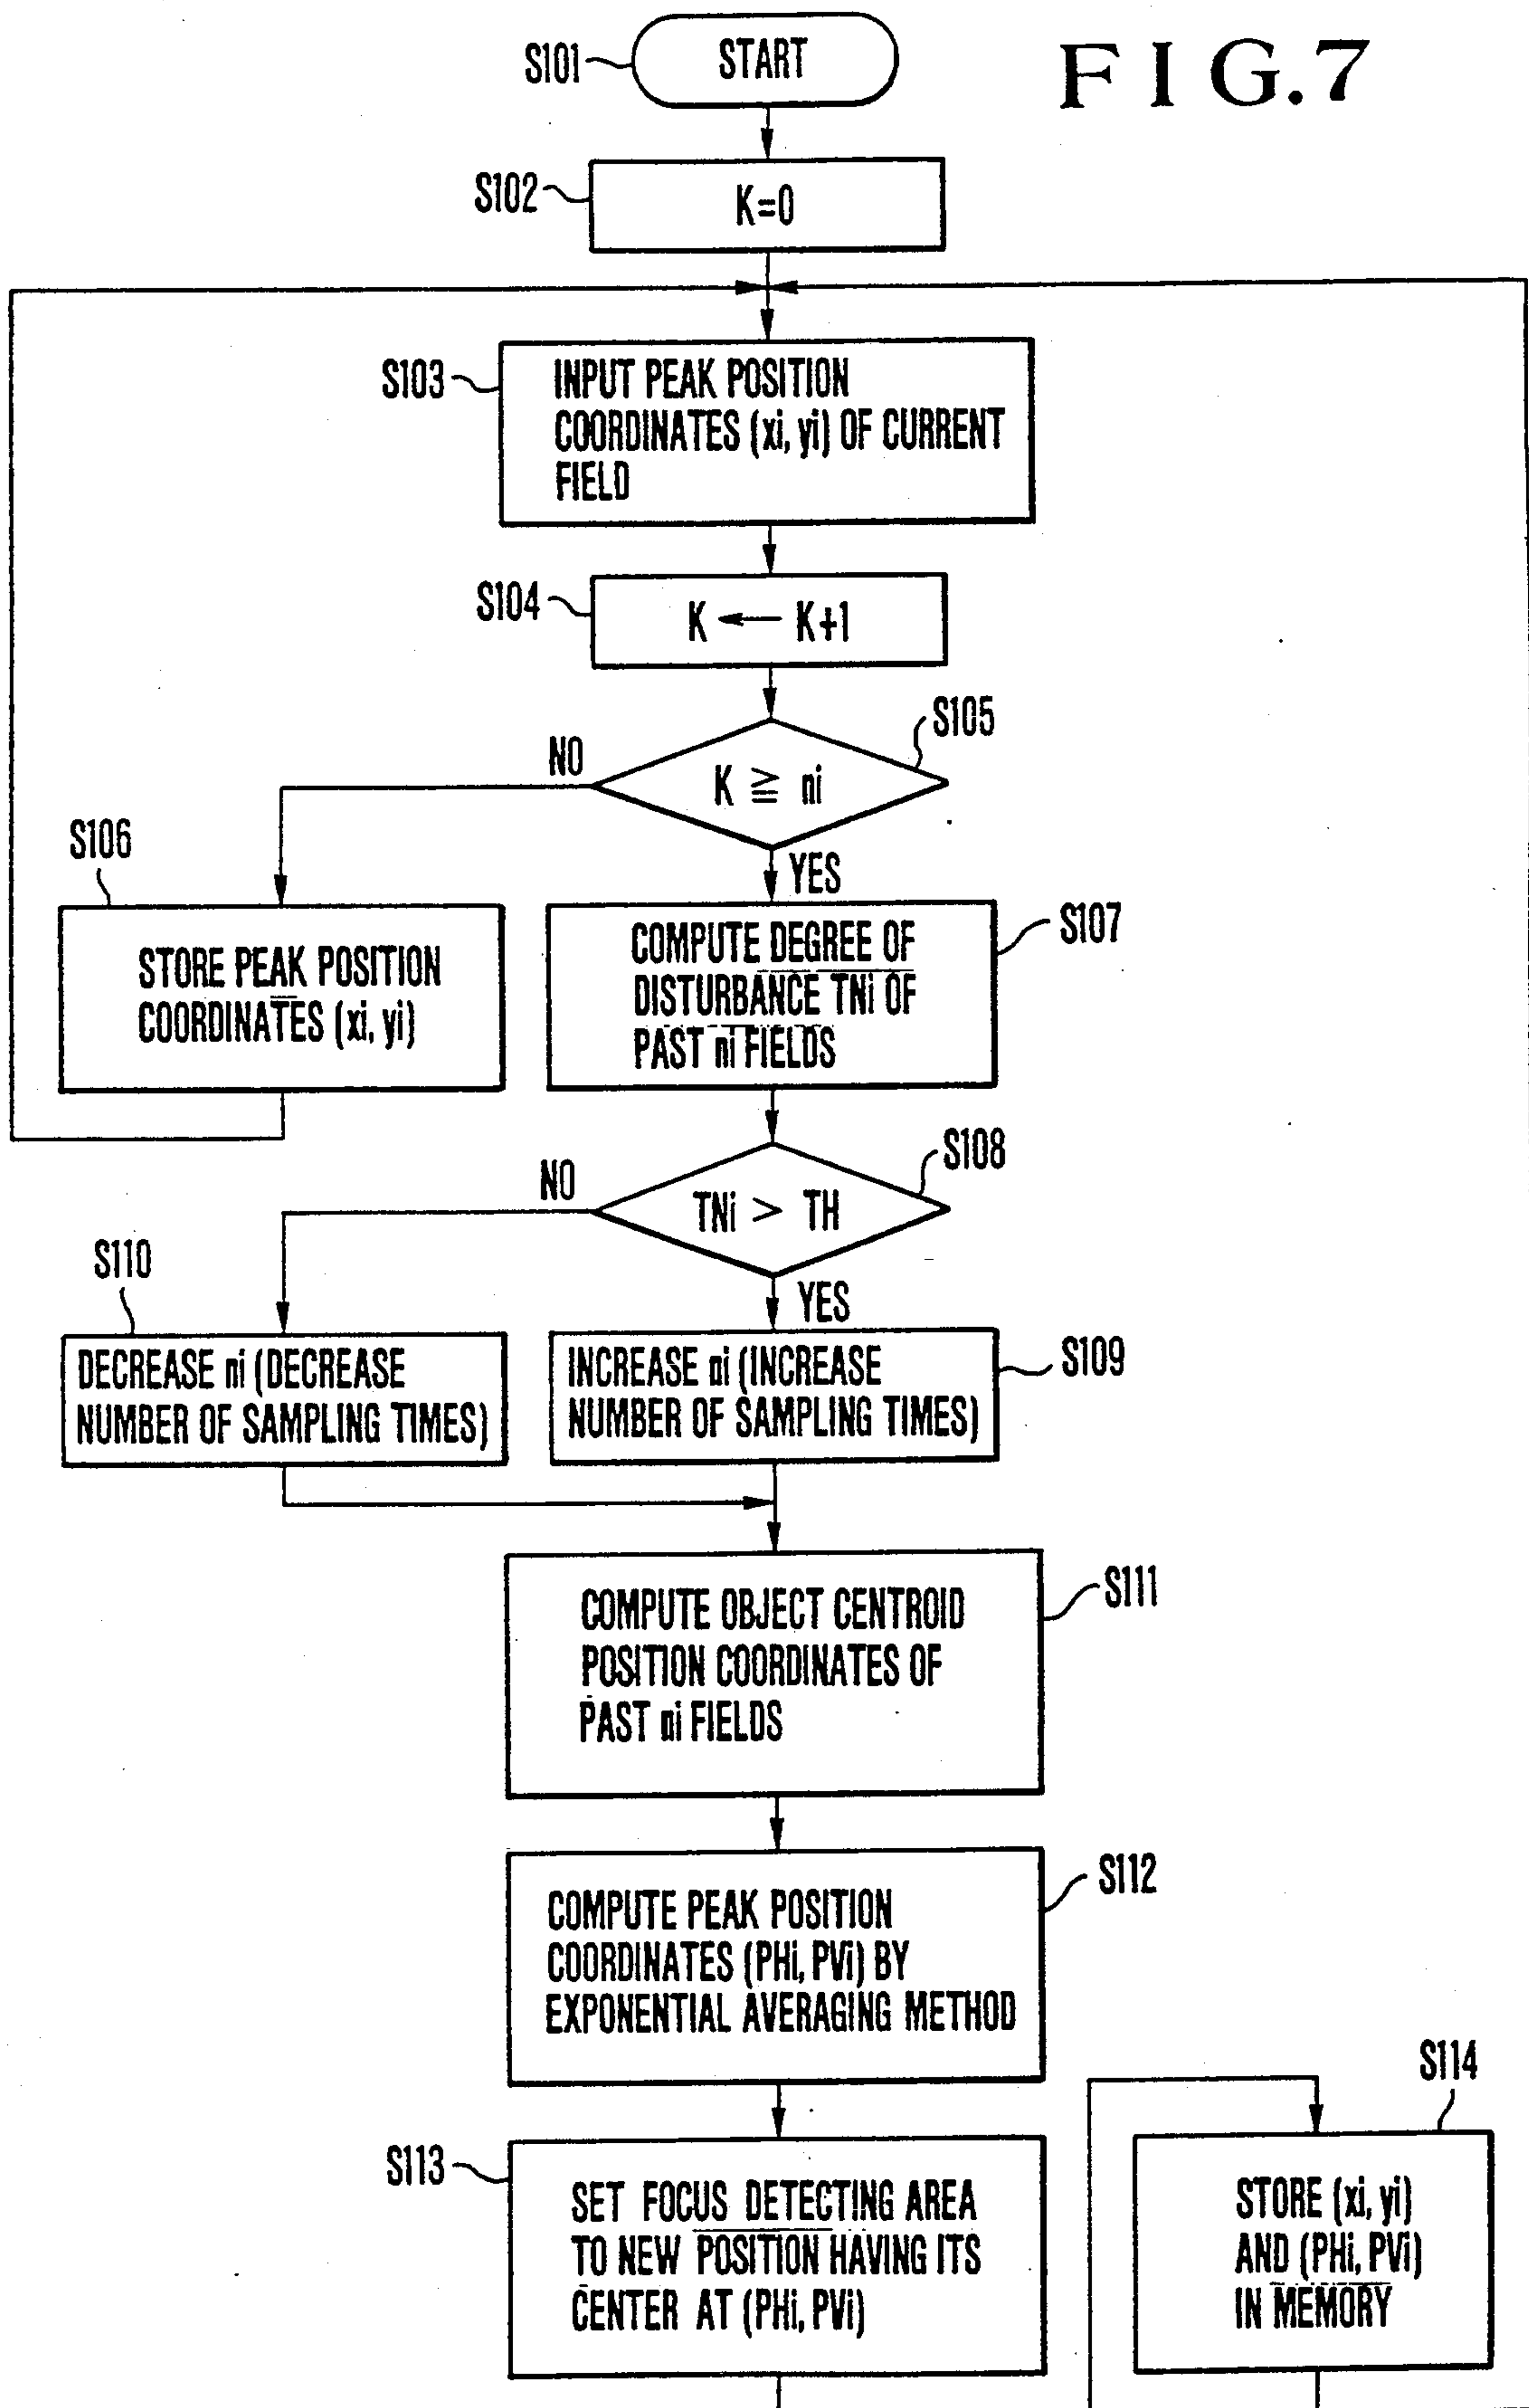 FIG.7
S101
START
S102
K=0
S103
INPUT PEAK POSITION
COORDINATES (xi, yi) OF CURRENT
FIELD
S104
K ← K+1
S105
K ≧ ni
NO
YES
S106
STORE PEAK POSITION
COORDINATES (xi, yi)
S107
COMPUTE DEGREE OF
DISTURBANCE TNi OF
PAST ni FIELDS
S108
TNi > TH
NO
YES
S110
DECREASE ni (DECREASE
NUMBER OF SAMPLING TIMES)
S109
INCREASE ni (INCREASE
NUMBER OF SAMPLING TIMES)
S111
COMPUTE OBJECT CENTROID
POSITION COORDINATES OF
PAST ni FIELDS
S112
COMPUTE PEAK POSITION
COORDINATES (PHi, PVi) BY
EXPONENTIAL AVERAGING METHOD
S113
SET FOCUS DETECTING AREA
TO NEW POSITION HAVING ITS
CENTER AT (PHi, PVi)
S114
STORE (xi, yi)
AND (PHi, PVi)
IN MEMORY